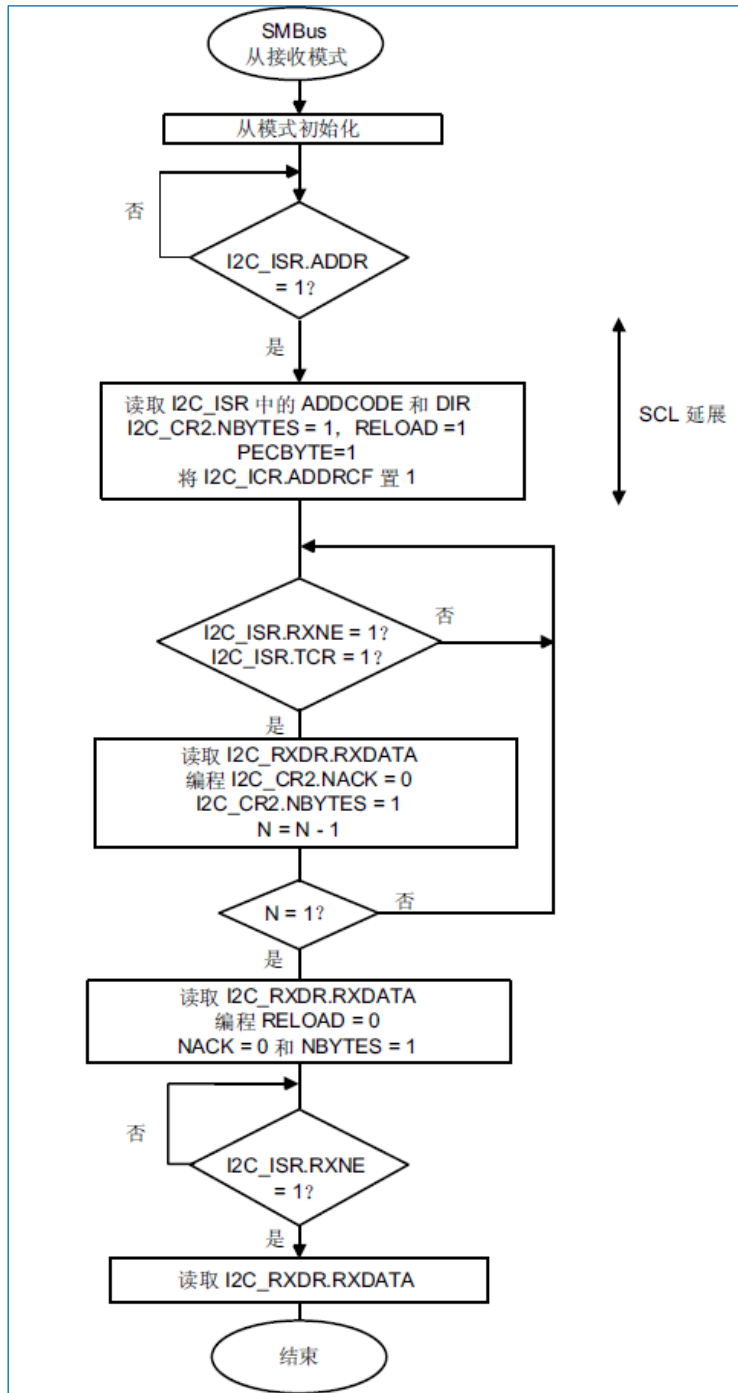 SMBus
从接收模式
从模式初始化
否
I2C_ISR.ADDR
= 1?
是
读取 I2C_ISR 中的 ADDCODE 和 DIR
I2C_CR2.NBYTES = 1，RELOAD =1
PECBYTE=1
将 I2C_ICR.ADDRCF 置 1
SCL 延展
I2C_ISR.RXNE = 1?
I2C_ISR.TCR = 1?
否
是
读取 I2C_RXDR.RXDATA
编程 I2C_CR2.NACK = 0
I2C_CR2.NBYTES = 1
N = N - 1
N = 1?
否
是
读取 I2C_RXDR.RXDATA
编程 RELOAD = 0
NACK = 0 和 NBYTES = 1
否
I2C_ISR.RXNE
= 1?
是
读取 I2C_RXDR.RXDATA
结束